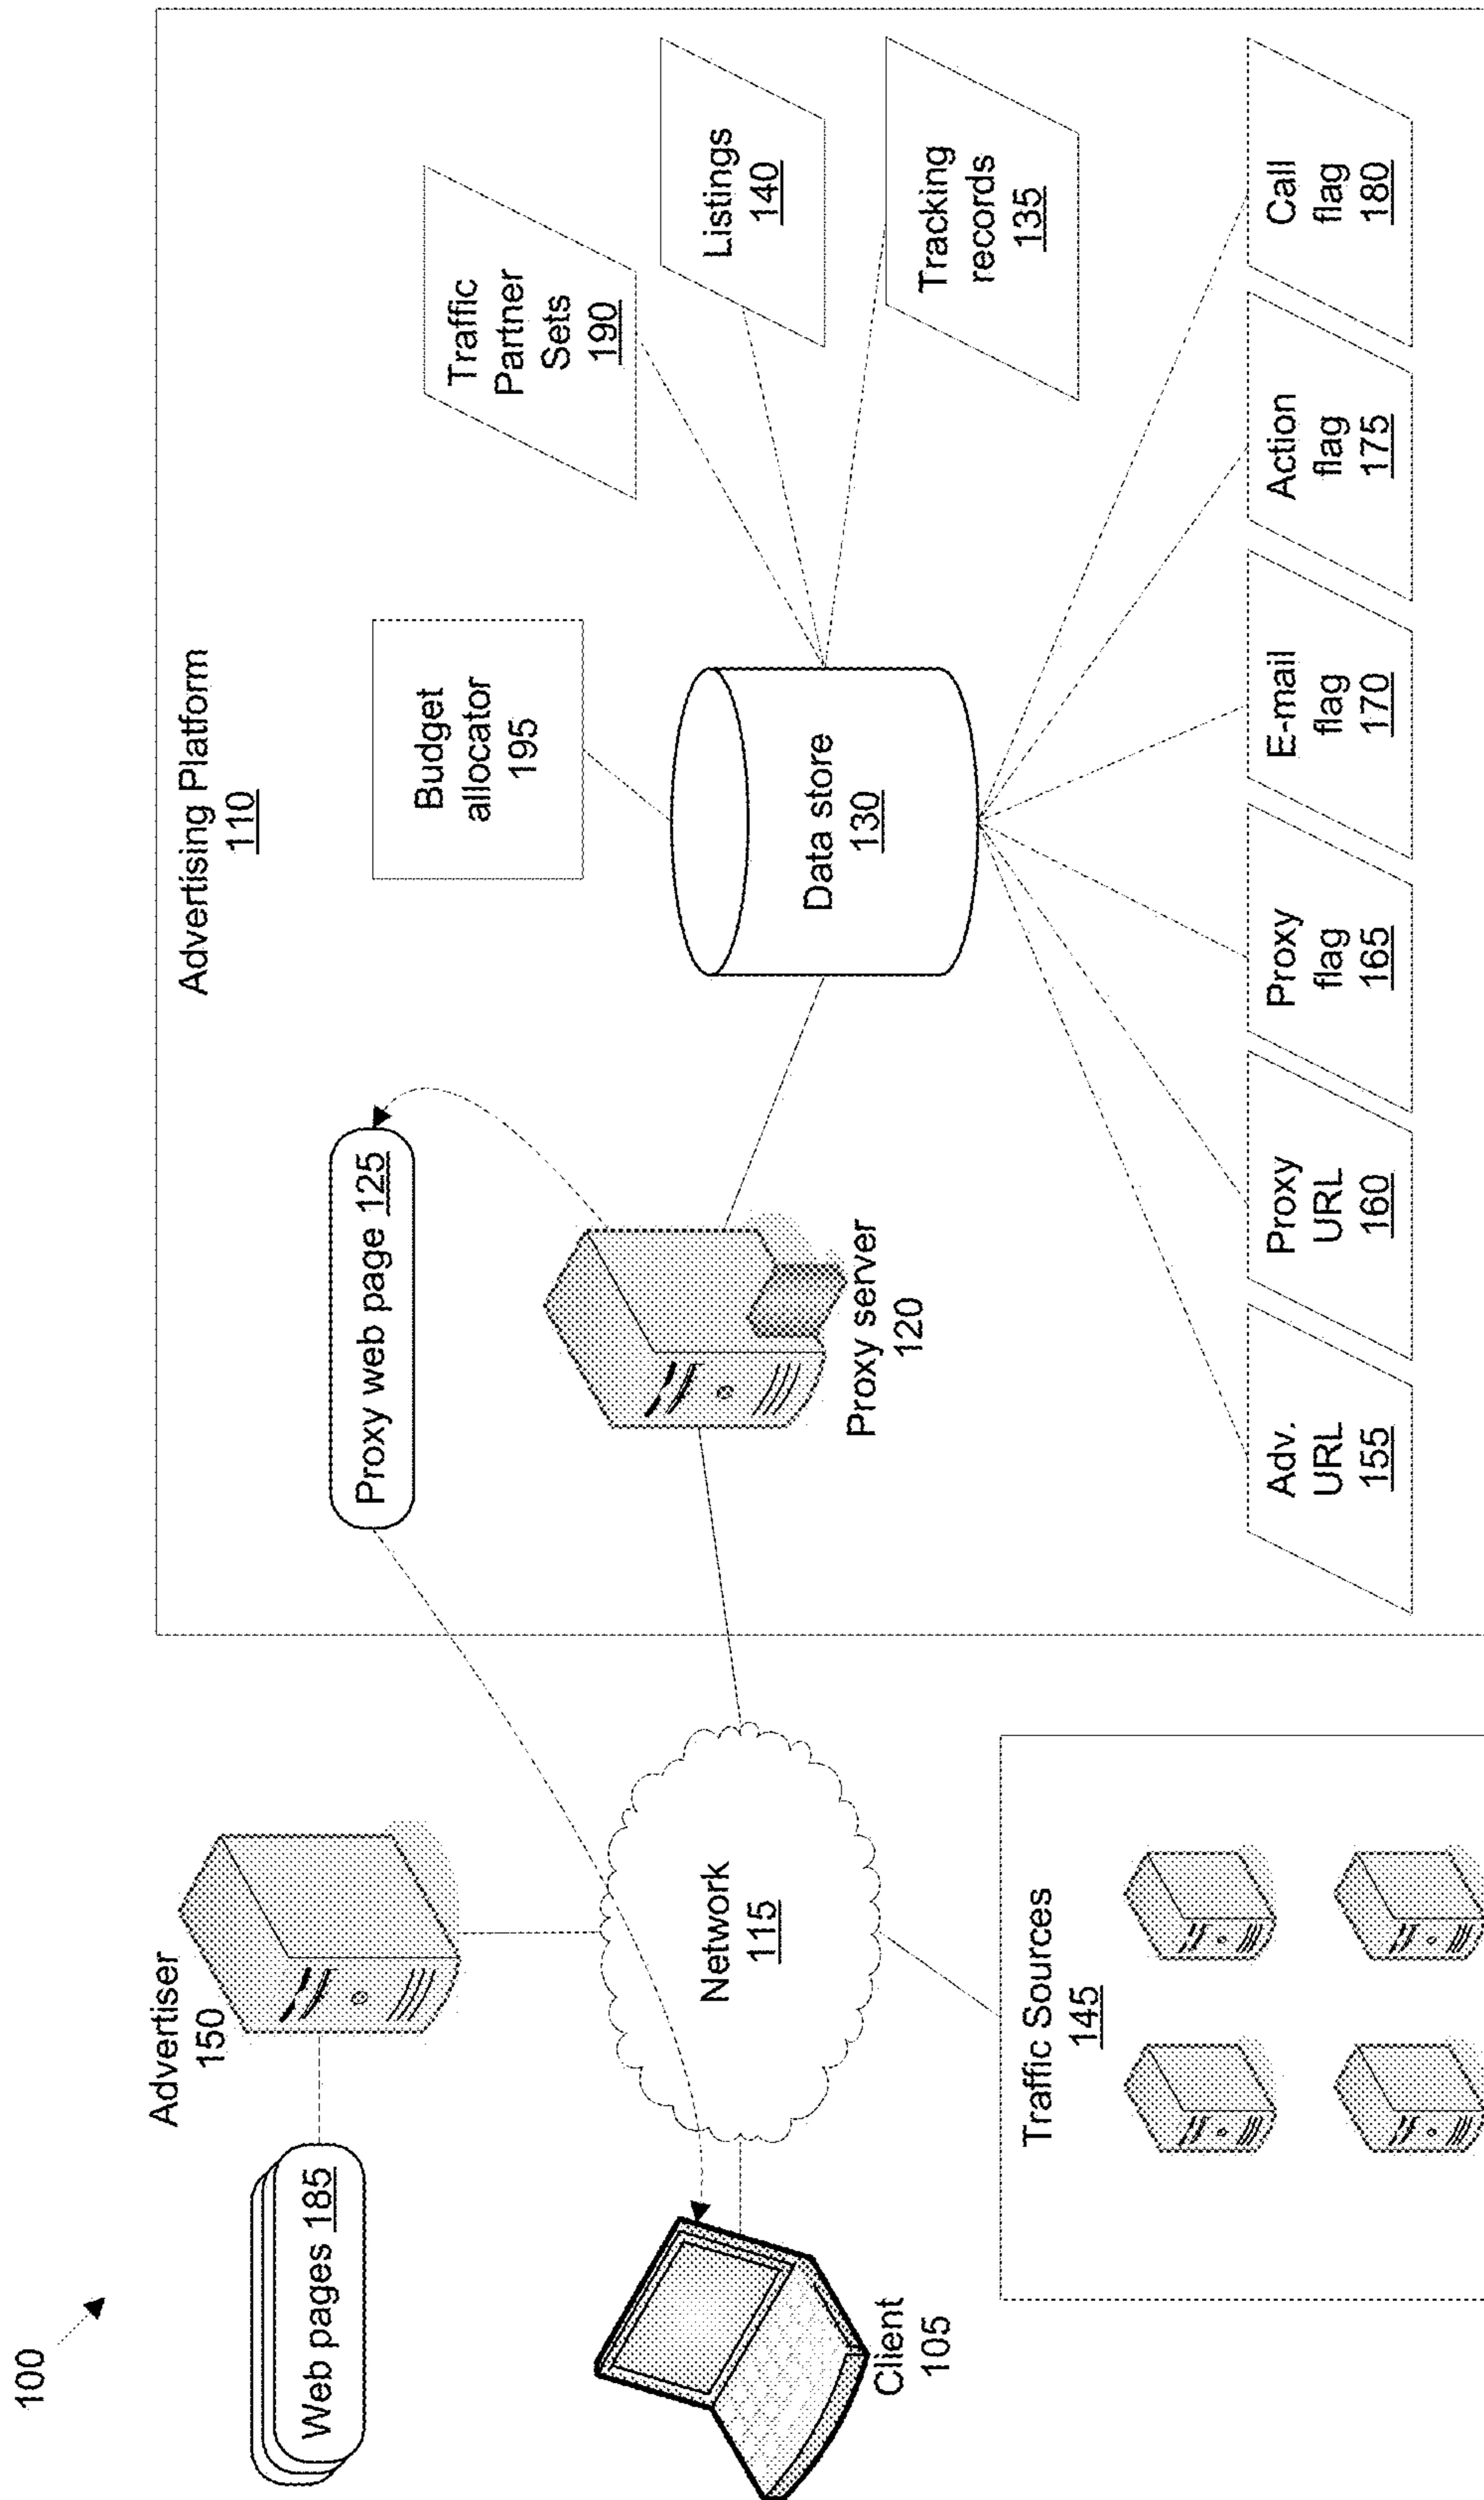 100
Web pages 185
Advertiser
150
Advertising Platform
110
Proxy web page 125
Budget
allocator
195
Traffic
Partner
Sets
190
Listings
140
Tracking
records
135
Client
105
Network
115
Proxy server
120
Data store
130
Traffic Sources
145
Adv.
URL
155
Proxy
URL
160
Proxy
flag
165
E-mail
flag
170
Action
flag
175
Call
flag
180